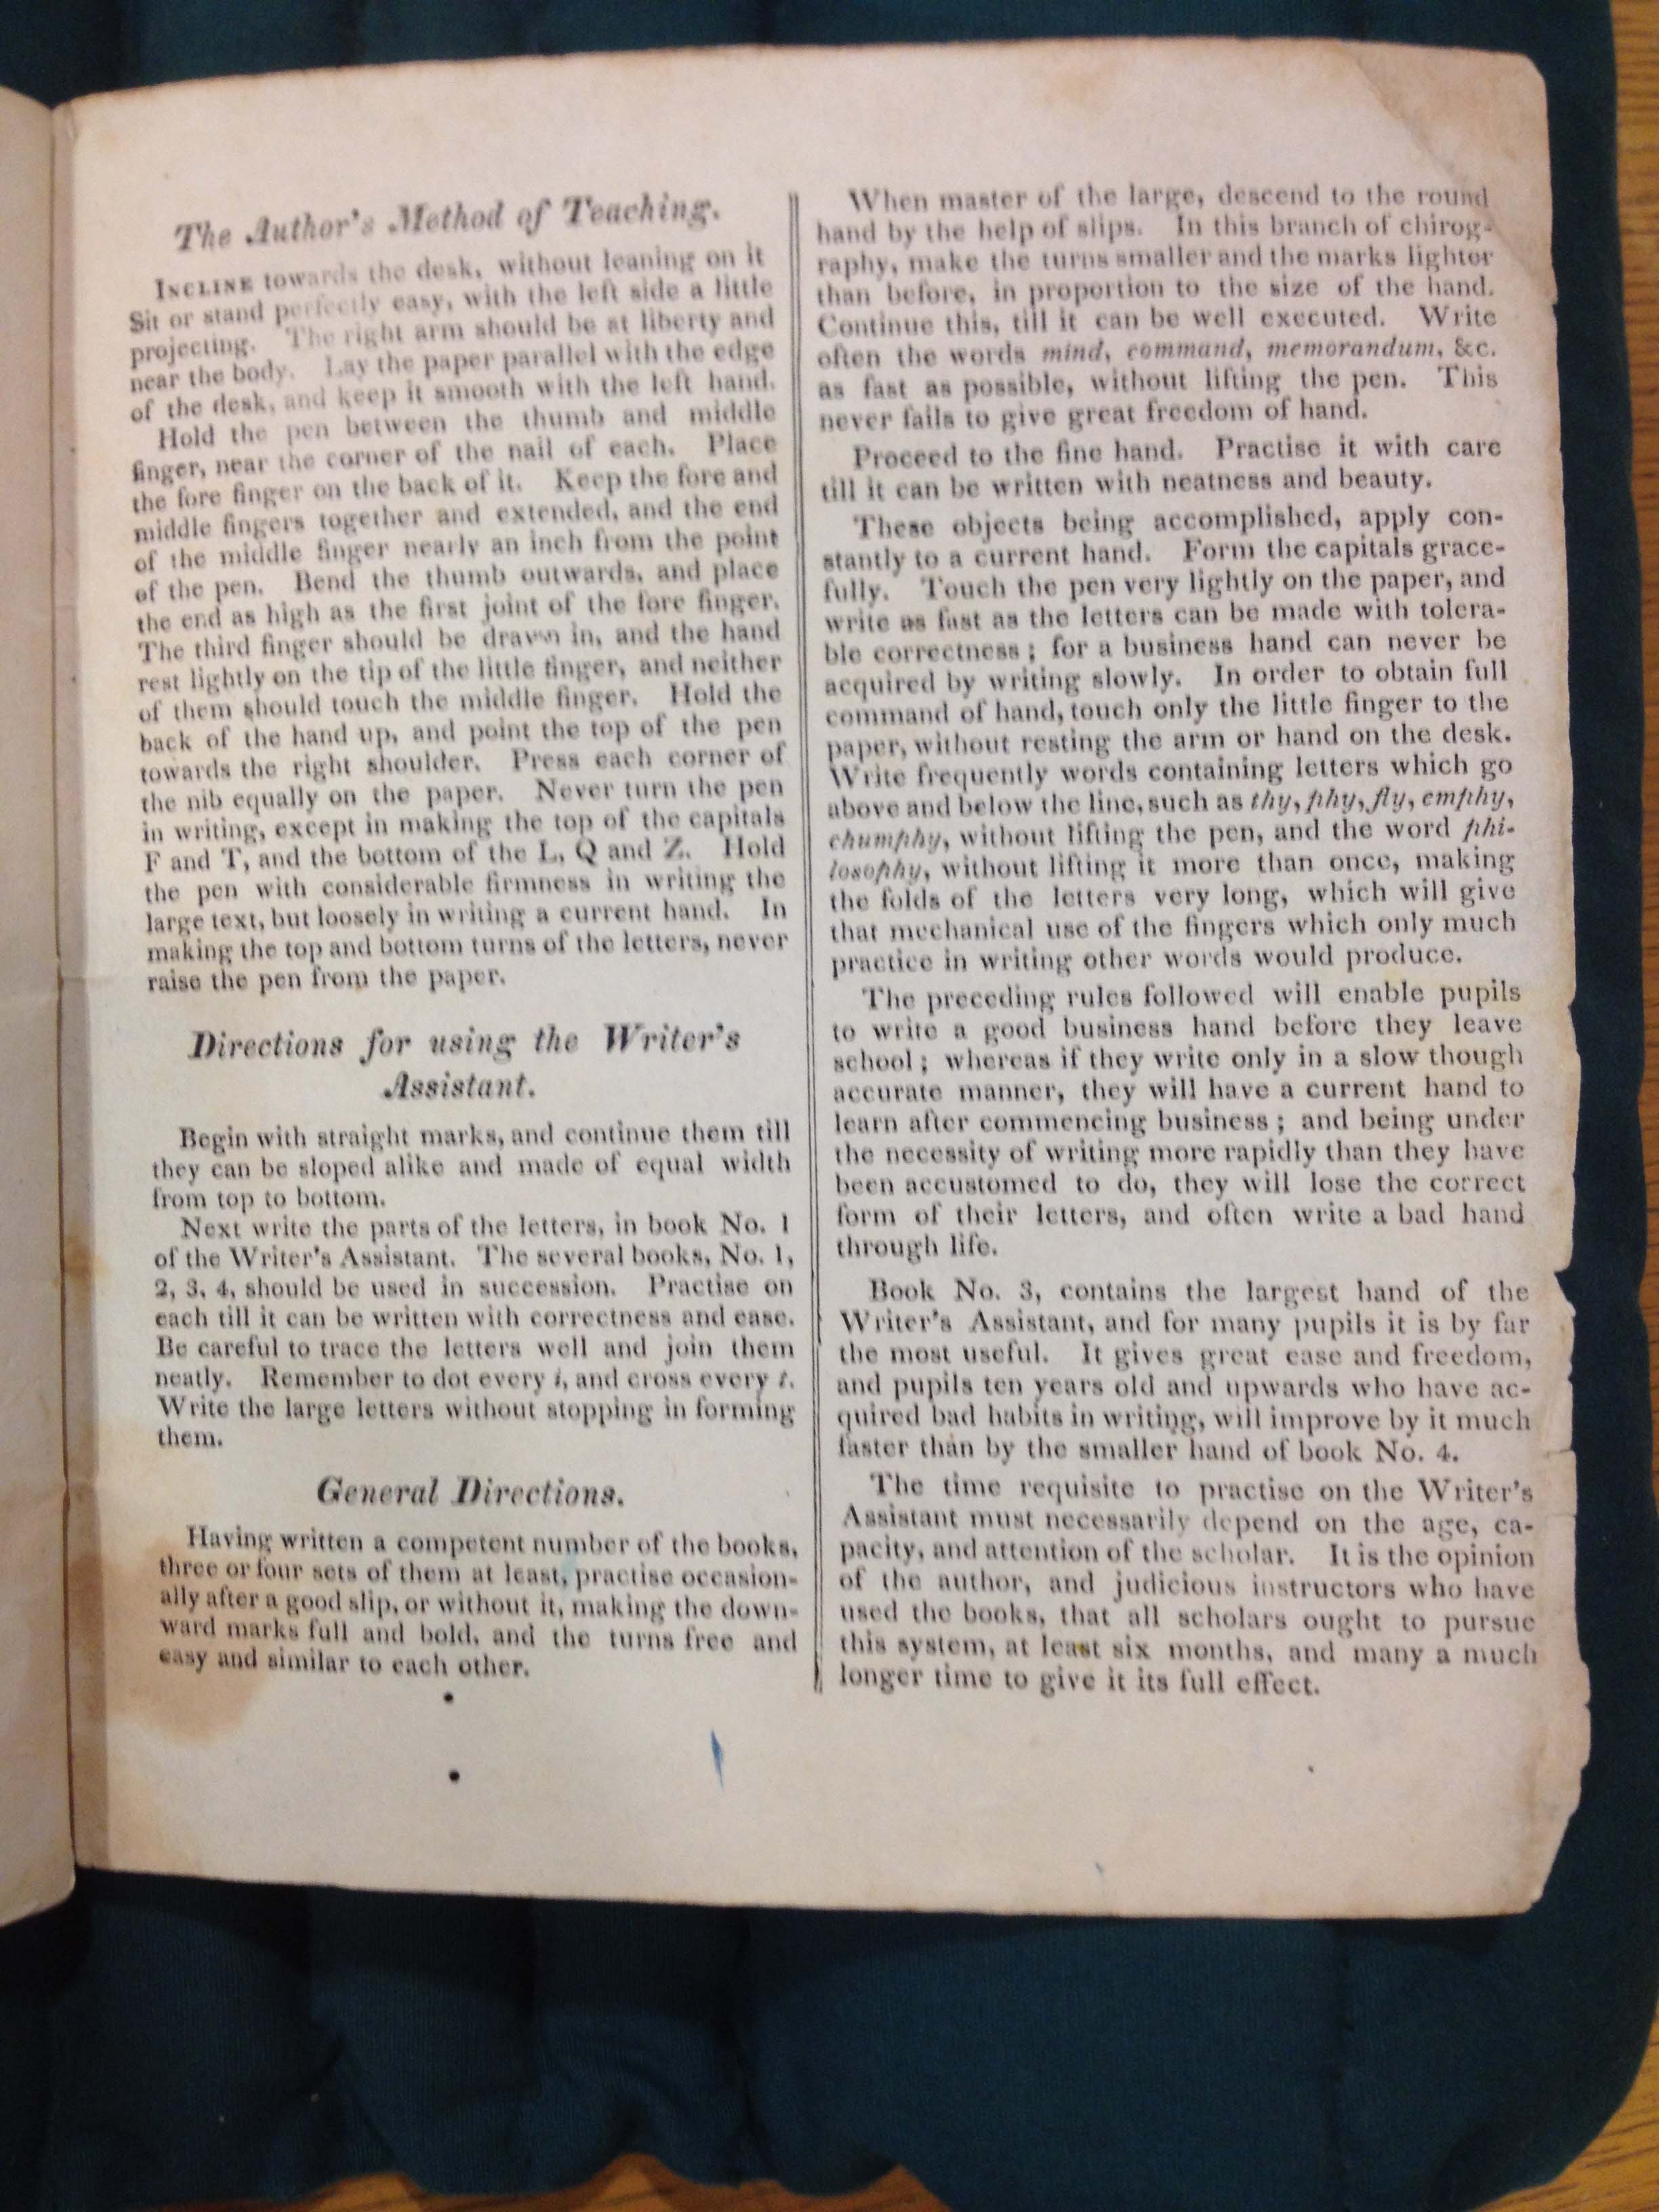 The Author's Method of Teaching.
INCLINE towards the desk, without leaning on it
Sit or stand perfectly easy, with the left side a little
projecting. The right arm should be at liberty and
near the body. Lay the paper parallel with the edge
of the desk, and keep it smooth with the left hand.
Hold the pen between the thumb and middle
finger, near the corner of the nail of each. Place
the fore finger on the back of it. Keep the fore and
middle fingers together and extended, and the end
of the middle finger nearly an inch from the point
of the pen. Bend the thumb outwards, and place
the end as high as the first joint of the fore finger.
The third finger should be drawn in, and the hand
rest lightly on the tip of the little finger, and neither
of them should touch the middle finger. Hold the
back of the hand up, and point the top of the pen
towards the right shoulder. Press each corner of
the nib equally on the paper. Never turn the pen
in writing, except in making the top of the capitals
F and T, and the bottom of the L, Q and Z. Hold
the pen with considerable firmness in writing the
large text, but loosely in writing a current hand. In
making the top and bottom turns of the letters, never
raise the pen from the paper.
Directions for using the Writer's
Assistant.
Begin with straight marks, and continue them till
they can be sloped alike and made of equal width
from top to bottom.
Next write the parts of the letters, in book No. 1
of the Writer's Assistant. The several books, No. 1,
2, 3, 4, should be used in succession. Practise on
each till it can be written with correctness and ease.
Be careful to trace the letters well and join them
neatly. Remember to dot every i, and cross every t.
Write the large letters without stopping in forming
them.
General Directions.
Having written a competent number of the books,
three or four sets of them at least, practise occasion-
ally after a good slip, or without it, making the down-
ward marks full and bold, and the turns free and
easy and similar to each other.
When master of the large, descend to the round
hand by the help of slips. In this branch of chirog-
raphy, make the turns smaller and the marks lighter
than before, in proportion to the size of the hand.
Continue this, till it can be well executed. Write
often the words mind, command, memorandum, &c.
as fast as possible, without lifting the pen. This
never fails to give great freedom of hand.
Proceed to the fine hand. Practise it with care
till it can be written with neatness and beauty.
These objects being accomplished, apply con-
stantly to a current hand. Form the capitals grace-
fully. Touch the pen very lightly on the paper, and
write as fast as the letters can be made with tolera-
ble correctness; for a business hand can never be
acquired by writing slowly. In order to obtain full
command of hand, touch only the little finger to the
paper, without resting the arm or hand on the desk.
Write frequently words containing letters which go
above and below the line, such as thy, phy, fly, emphy,
chumphy, without lifting the pen, and the word phi-
losophy, without lifting it more than once, making
the folds of the letters very long, which will give
that mechanical use of the fingers which only much
practice in writing other words would produce.
The preceding rules followed will enable pupils
to write a good business hand before they leave
school; whereas if they write only in a slow though
accurate manner, they will have a current hand to
learn after commencing business; and being under
the necessity of writing more rapidly than they have
been accustomed to do, they will lose the correct
form of their letters, and often write a bad hand
through life.
Book No. 3, contains the largest hand of the
Writer's Assistant, and for many pupils it is by far
the most useful. It gives great ease and freedom,
and pupils ten years old and upwards who have ac-
quired bad habits in writing, will improve by it much
faster than by the smaller hand of book No. 4.
The time requisite to practise on the Writer's
Assistant must necessarily depend on the age, ca-
pacity, and attention of the scholar. It is the opinion
of the author, and judicious instructors who have
used the books, that all scholars ought to pursue
this system, at least six months, and many a much
longer time to give it its full effect.